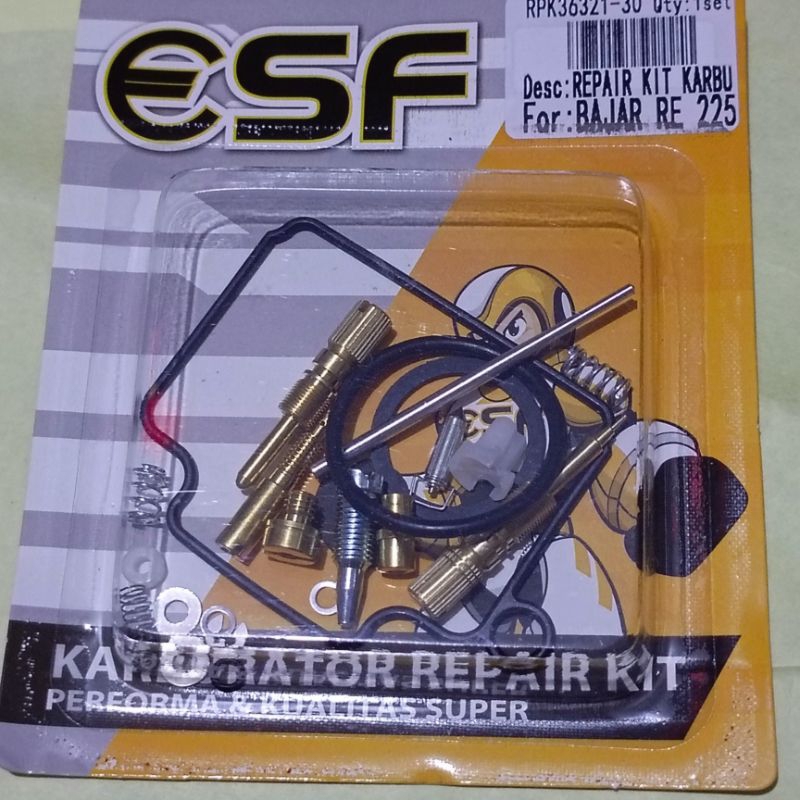 RPK36321-30 Qty:1set
Desc:REPAIR KIT KARBU
For:BAJAR RE 225
ESF
SF
KARBURATOR REPAIR KIT
PERFORMA & KUALITAS SUPER